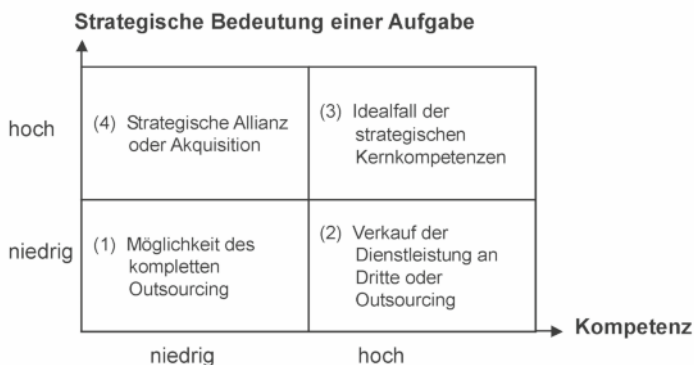 Strategische Bedeutung einer Aufgabe
hoch
(4) Strategische Allianz
oder Akquisition
(3) Idealfall der
strategischen
Kernkompetenzen
niedrig
(1) Möglichkeit des
kompletten
Outsourcing
(2) Verkauf der
Dienstleistung an
Dritte oder
Outsourcing
Kompetenz
niedrig
hoch